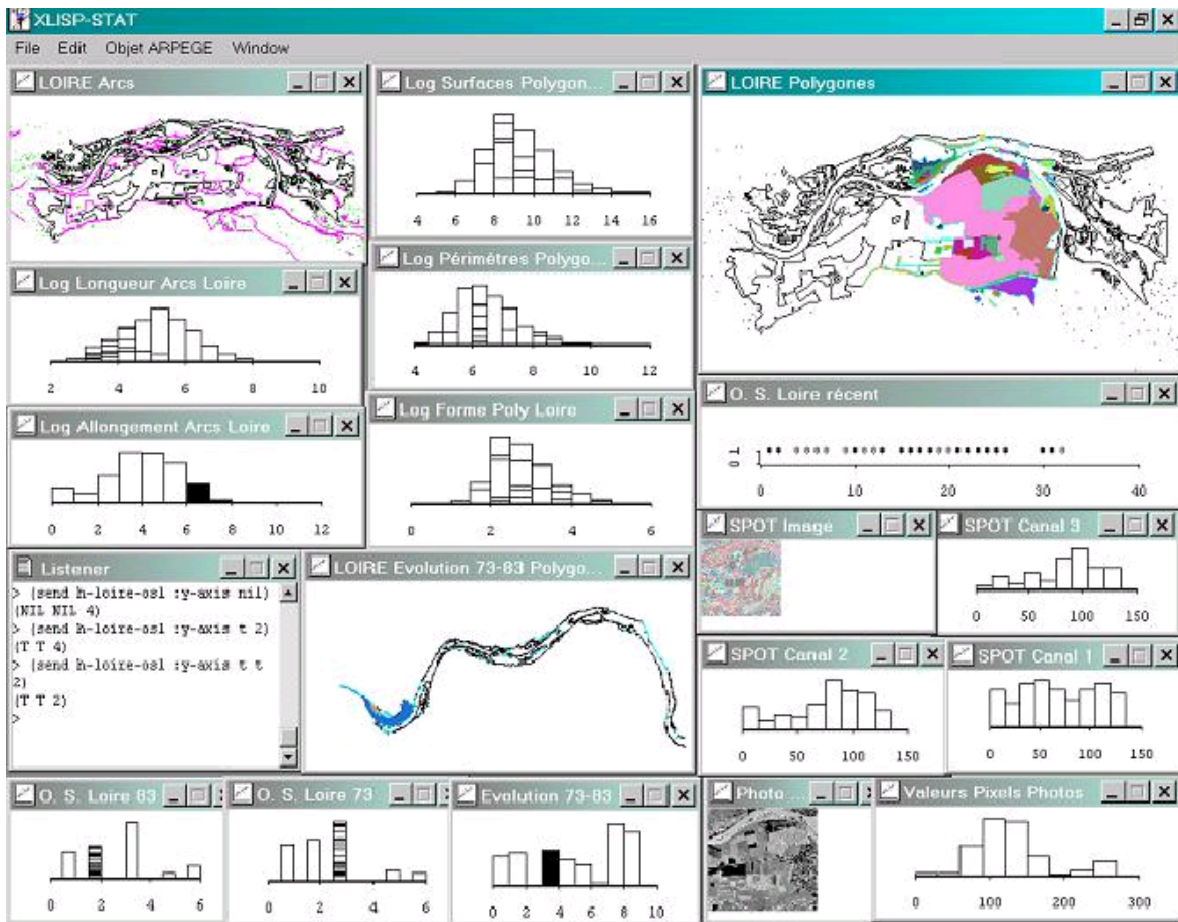 XLISP-STAT
File Edit Objet ARPEGE Window
LOIRE Arcs
Log Surfaces Polygon...
4 6 8 10 12 14 16
LOIRE Polygones
Log Longueur Arcs Loire
2 4 6 8 10
Log Périmétres Polygo...
4 6 8 10 12
Log Allongement Arcs Loire
0 2 4 6 8 10 12
Log Forme Poly Loire
0 2 4 6
O. S. Loire récent
0 1
0 10 20 30 40
SPOT Image
SPOT Canal 3
0 50 100 150
Listener
> (send h-loire-osl :y-axis nil)
(NIL NIL 4)
> (send h-loire-osl :y-axis t 2)
(T T 4)
> (send h-loire-osl :y-axis t t
2)
(T T 2)
>
LOIRE Evolution 73-83 Polygo...
SPOT Canal 2
0 50 100 150
SPOT Canal 1
0 50 100 150
O. S. Loire 83
0 2 4 6
O. S. Loire 73
0 2 4 6
Evolution 73-83
0 2 4 6 8 10
Photo ...
Valeurs Pixels Photos
0 100 200 300